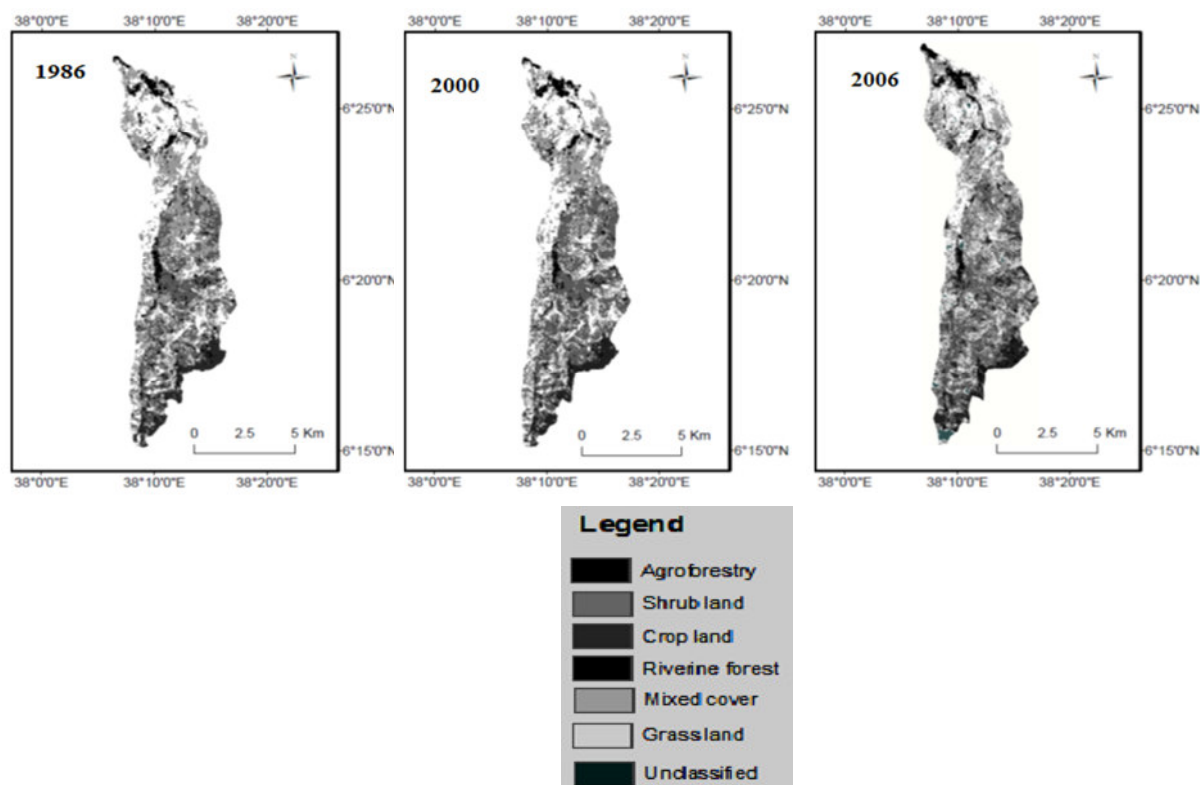 38°0'0"E 38°10'0"E 38°20'0"E
38°0'0"E 38°10'0"E 38°20'0"E
38°0'0"E 38°10'0"E 38°20'0"E
1986
N
2000
N
2006
N
6°25'0"N
6°25'0"N
6°25'0"N
6°20'0"N
6°20'0"N
6°20'0"N
0 2.5 5 Km
0 2.5 5 Km
0 2.5 5 Km
6°15'0"N
6°15'0"N
6°15'0"N
38°0'0"E 38°10'0"E 38°20'0"E
38°0'0"E 38°10'0"E 38°20'0"E
38°0'0"E 38°10'0"E 38°20'0"E
Legend
Agroforestry
Shrub land
Crop land
Riverine forest
Mixed cover
Grass land
Unclassified